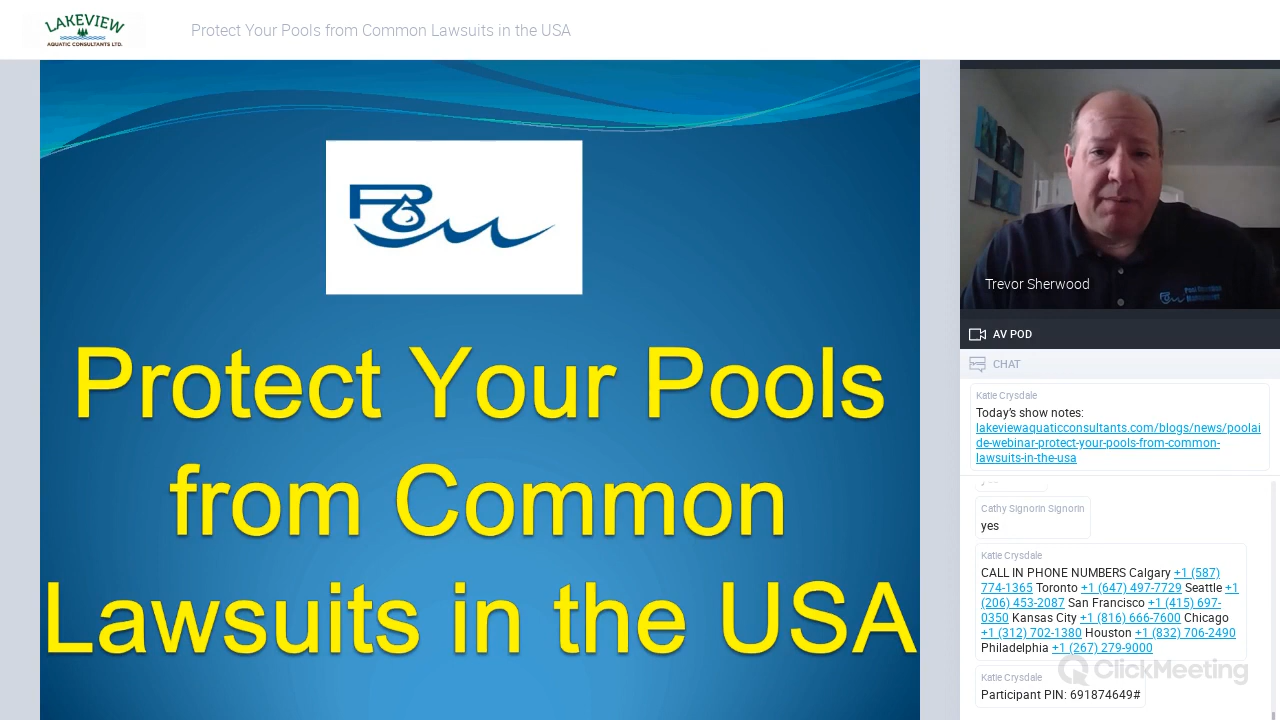 LAKEVIEW
AQUATIC CONSULTANTS LTD.
Protect Your Pools from Common Lawsuits in the USA
Protect Your Pools
from Common
Lawsuits in the USA
Trevor Sherwood
AV POD
CHAT
Katie Crysdale
Today's show notes:
lakeviewaquaticconsultants.com/blogs/news/poolai
de-webinar-protect-your-pools-from-common-
lawsuits-in-the-usa
Cathy Signorin Signorin
yes
Katie Crysdale
CALL IN PHONE NUMBERS Calgary +1 (587)
774-1365 Toronto +1 (647) 497-7729 Seattle +1
(206) 453-2087 San Francisco +1 (415) 697-
0350 Kansas City +1 (816) 666-7600 Chicago
+1 (312) 702-1380 Houston +1 (832) 706-2490
Philadelphia +1 (267) 279-9000
ClickMeeting
Katie Crysdale
Participant PIN: 691874649#